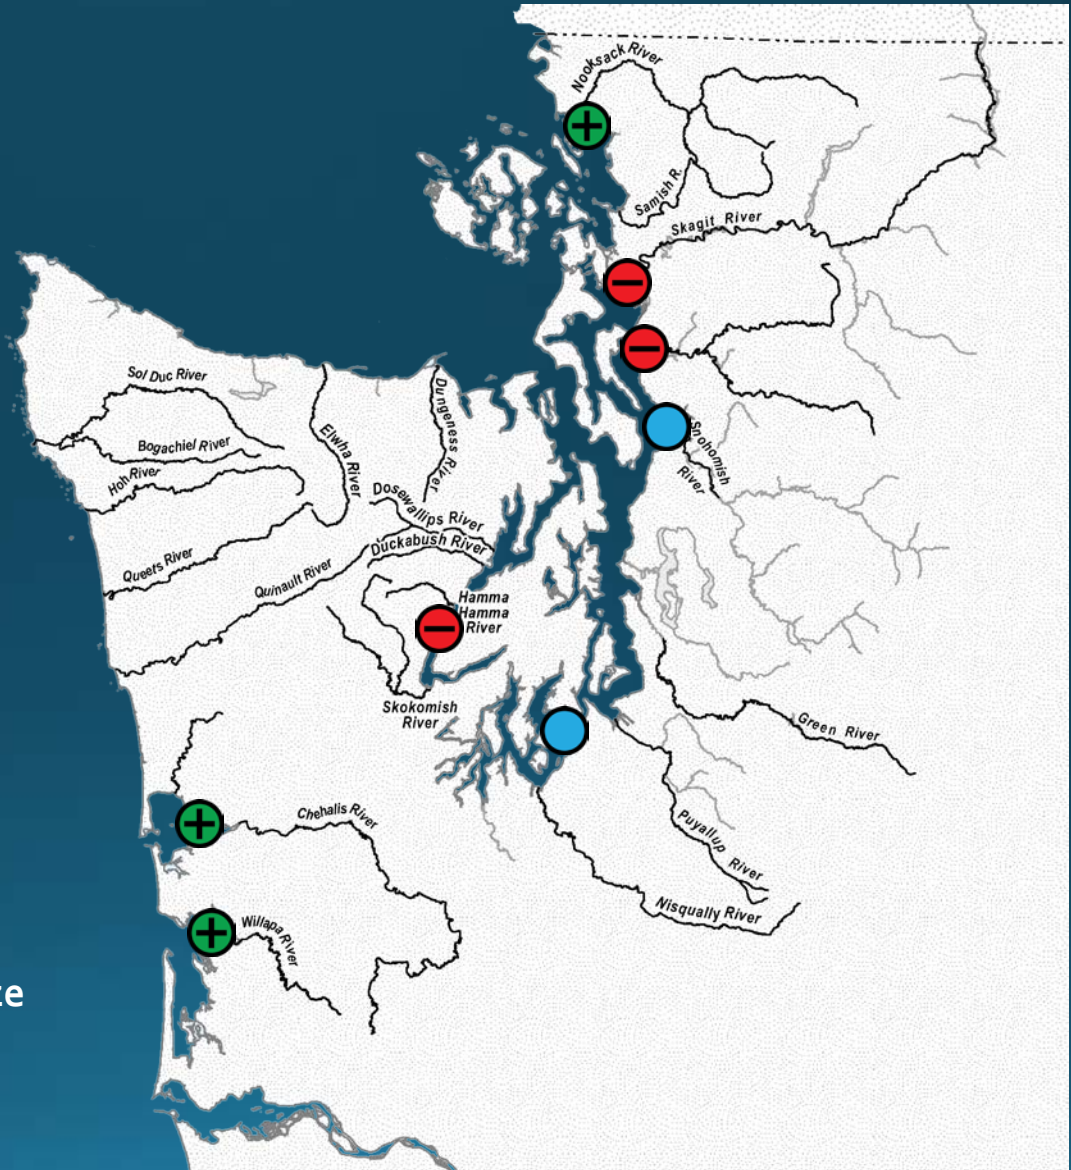 Nooksack River
Samish R.
Skagit River
Sol Duc River
Bogachiel River
Hoh River
Elwha River
Dungeness River
Snohomish
River
Dosewallips River
Duckabush River
Queets River
Quinault River
Hamma
Hamma
River
Skokomish
River
Green River
Chehalis River
Puyallup
River
Nisqually River
Willapa River